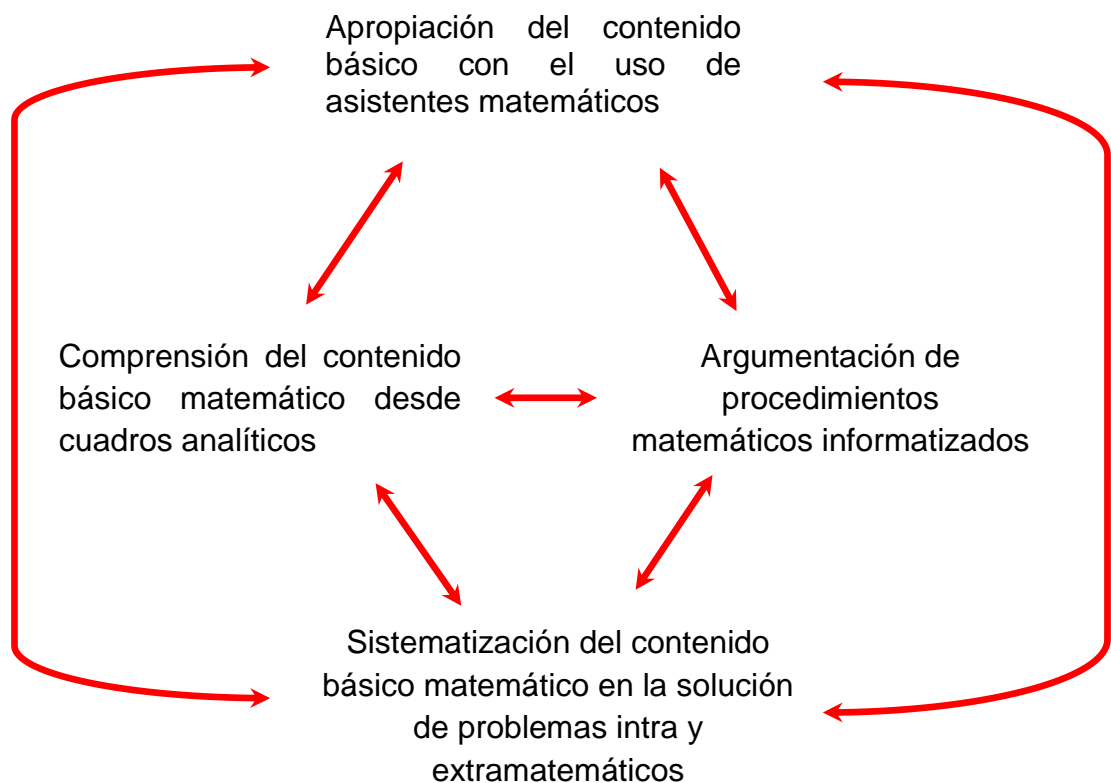 Apropiación del contenido
básico con el uso de
asistentes matemáticos
Comprensión del contenido
básico matemático desde
cuadros analíticos
Argumentación de
procedimientos
matemáticos informatizados
Sistematización del contenido
básico matemático en la solución
de problemas intra y
extramatemáticos